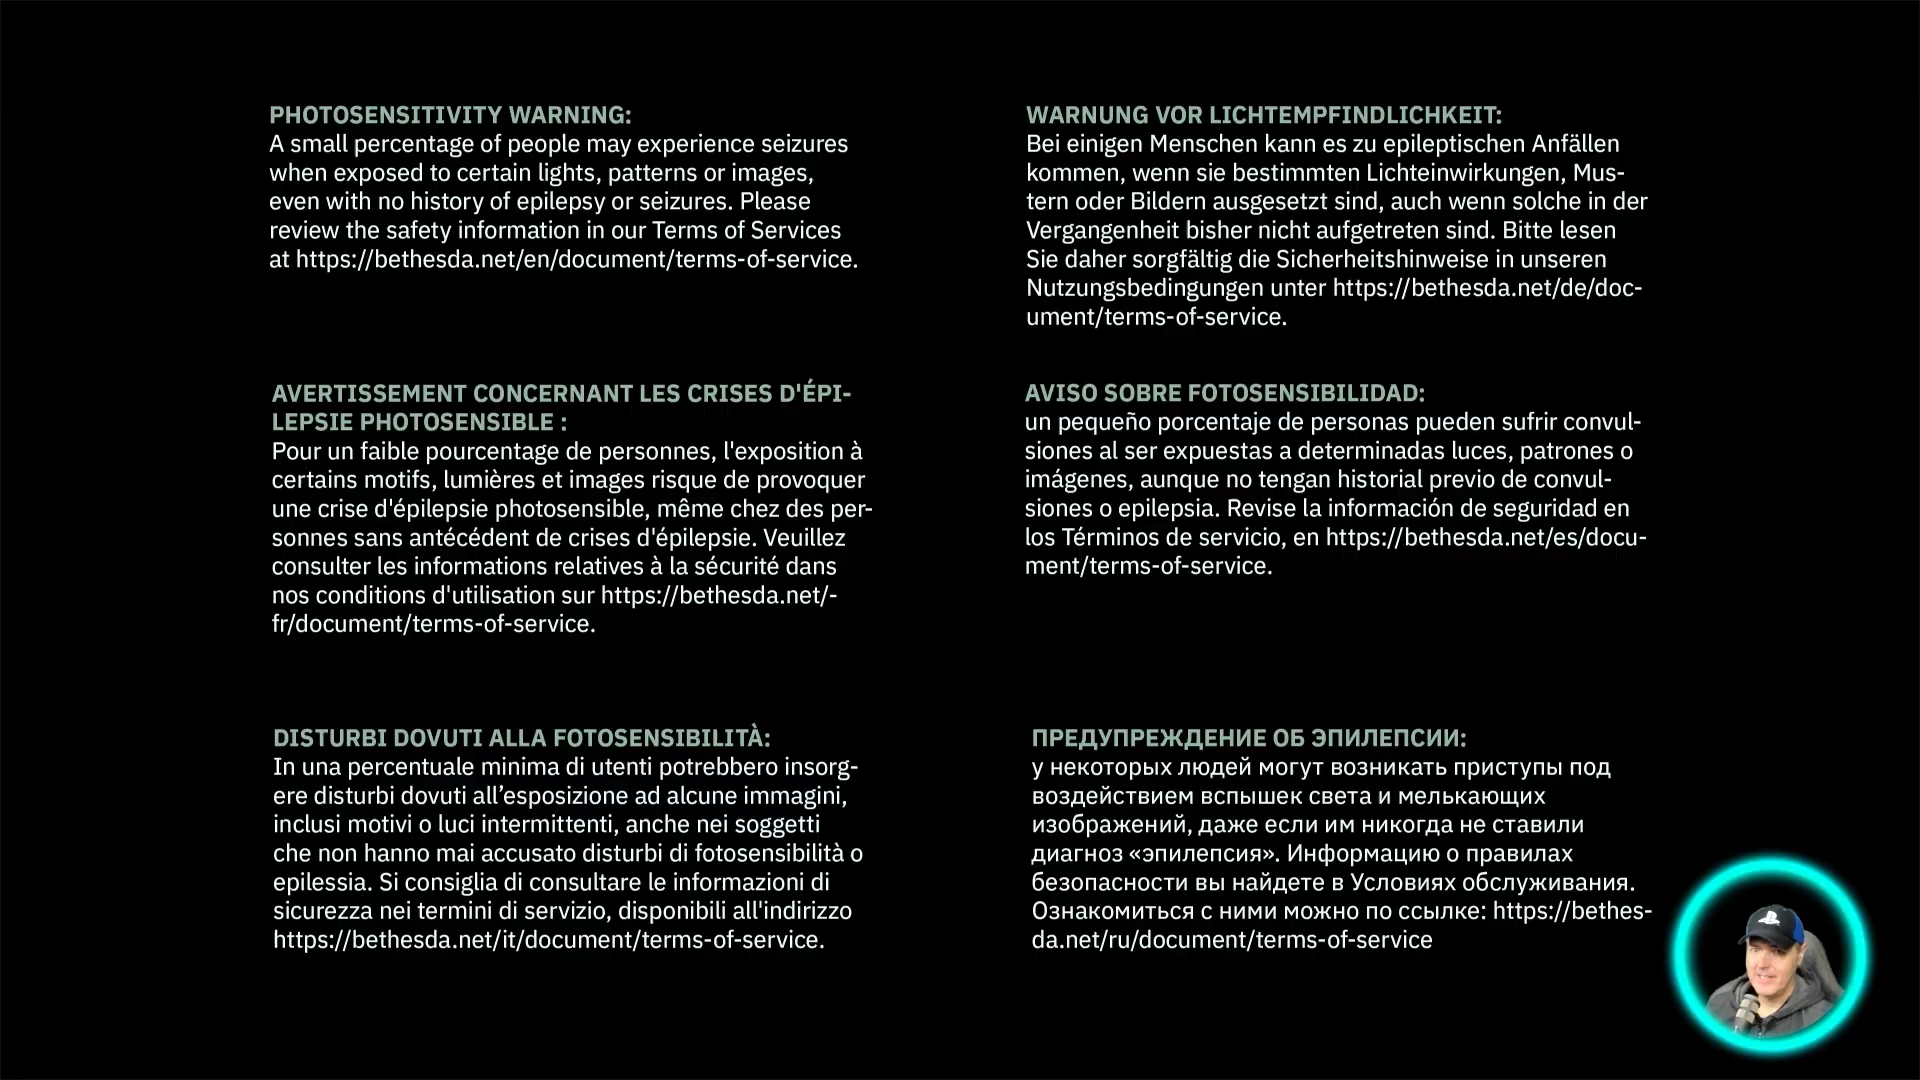 PHOTOSENSITIVITY WARNING:
A small percentage of people may experience seizures
when exposed to certain lights, patterns or images,
even with no history of epilepsy or seizures. Please
review the safety information in our Terms of Services
at https://bethesda.net/en/document/terms-of-service.
WARNUNG VOR LICHTEMPFINDLICHKEIT:
Bei einigen Menschen kann es zu epileptischen Anfällen
kommen, wenn sie bestimmten Lichteinwirkungen, Mus-
tern oder Bildern ausgesetzt sind, auch wenn solche in der
Vergangenheit bisher nicht aufgetreten sind. Bitte lesen
Sie daher sorgfältig die Sicherheitshinweise in unseren
Nutzungsbedingungen unter https://bethesda.net/de/doc-
ument/terms-of-service.
AVERTISSEMENT CONCERNANT LES CRISES D'ÉPI-
LEPSIE PHOTOSENSIBLE :
Pour un faible pourcentage de personnes, l'exposition à
certains motifs, lumières et images risque de provoquer
une crise d'épilepsie photosensible, même chez des per-
sonnes sans antécédent de crises d'épilepsie. Veuillez
consulter les informations relatives à la sécurité dans
nos conditions d'utilisation sur https://bethesda.net/-
fr/document/terms-of-service.
AVISO SOBRE FOTOSENSIBILIDAD:
un pequeño porcentaje de personas pueden sufrir convul-
siones al ser expuestas a determinadas luces, patrones o
imágenes, aunque no tengan historial previo de convul-
siones o epilepsia. Revise la información de seguridad en
los Términos de servicio, en https://bethesda.net/es/docu-
ment/terms-of-service.
DISTURBI DOVUTI ALLA FOTOSENSIBILITÀ:
In una percentuale minima di utenti potrebbero insorg-
ere disturbi dovuti all’esposizione ad alcune immagini,
inclusi motivi o luci intermittenti, anche nei soggetti
che non hanno mai accusato disturbi di fotosensibilità o
epilessia. Si consiglia di consultare le informazioni di
sicurezza nei termini di servizio, disponibili all'indirizzo
https://bethesda.net/it/document/terms-of-service.
ПРЕДУПРЕЖДЕНИЕ ОБ ЭПИЛЕПСИИ:
у некоторых людей могут возникать приступы под
воздействием вспышек света и мелькающих
изображений, даже если им никогда не ставили
диагноз «эпилепсия». Информацию о правилах
безопасности вы найдете в Условиях обслуживания.
Ознакомиться с ними можно по ссылке: https://bethes-
da.net/ru/document/terms-of-service